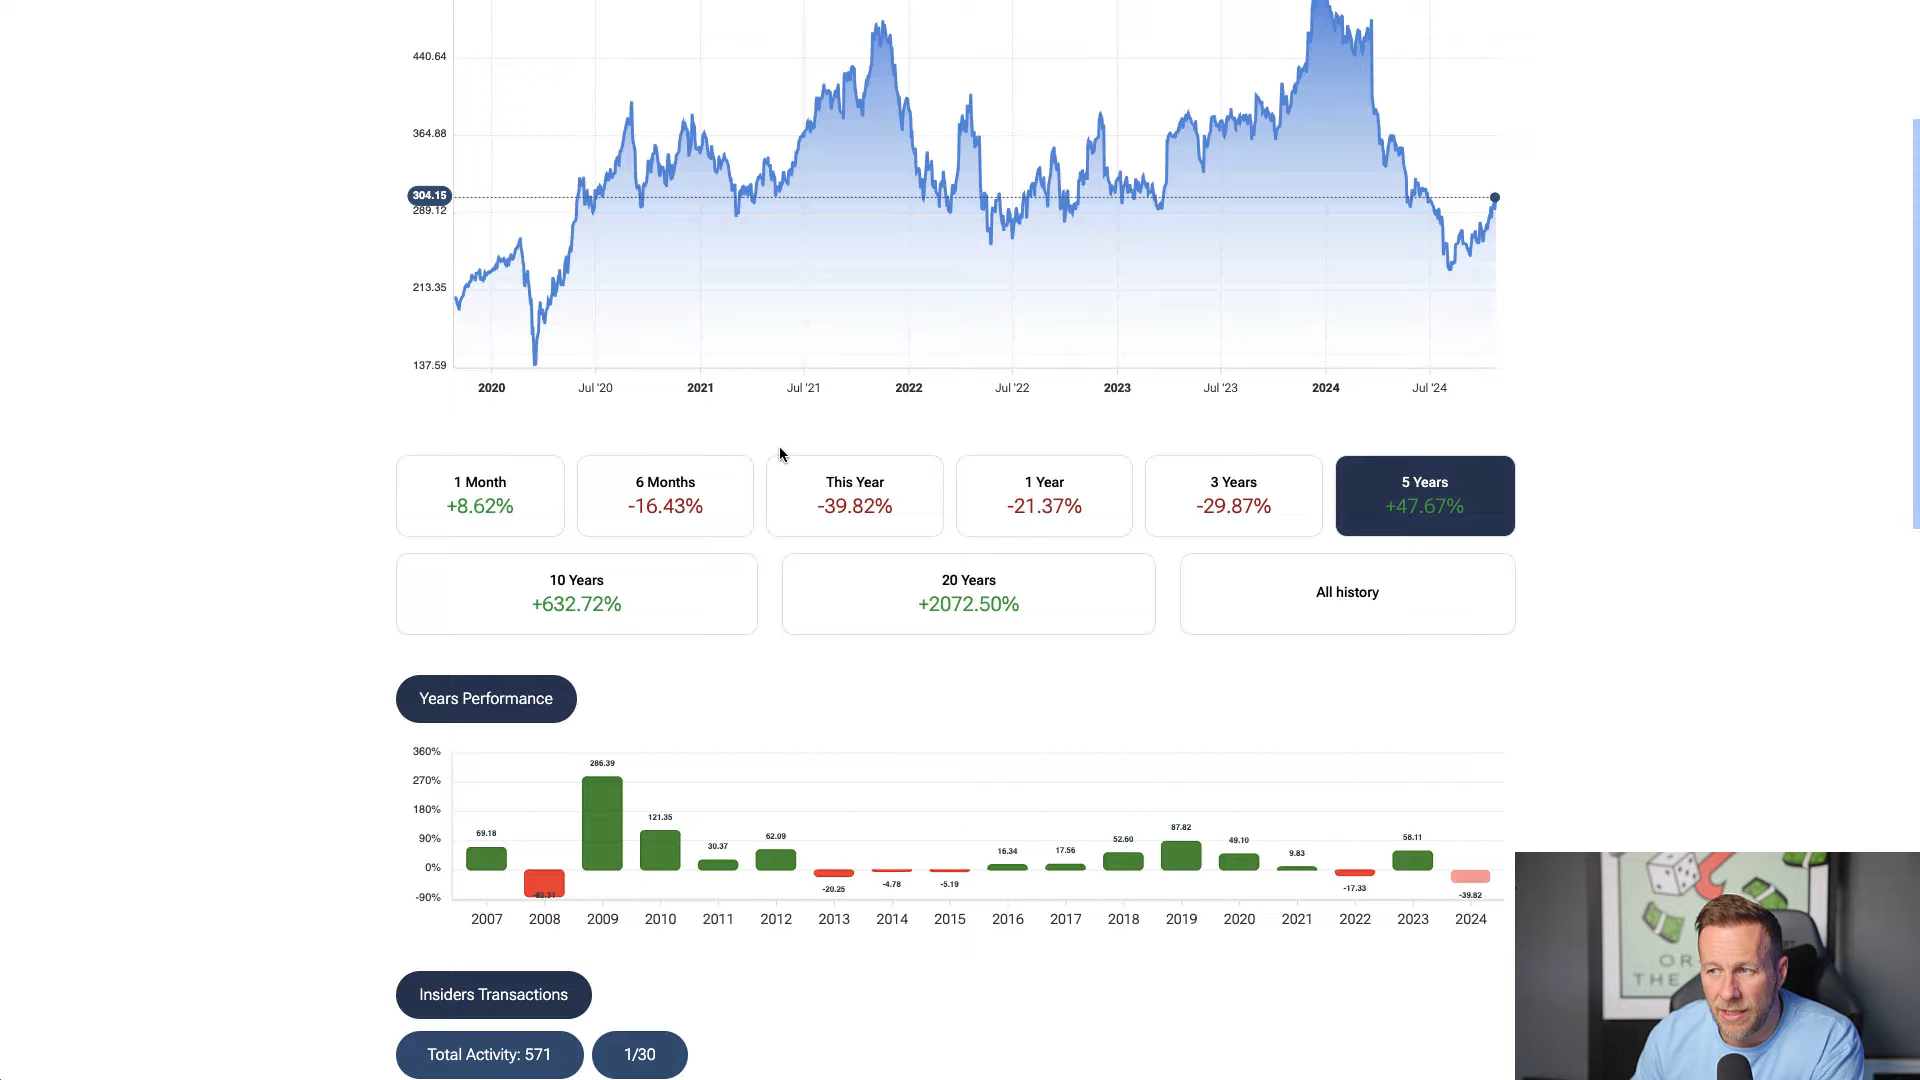 440.64
364.88
304.15
289.12
213.35
137.59
2020 Jul '20 2021 Jul '21 2022 Jul '22 2023 Jul '23 2024 Jul '24
1 Month 6 Months This Year 1 Year 3 Years 5 Years
+8.62% -16.43% -39.82% -21.37% -29.87% +47.67%
10 Years 20 Years All history
+632.72% +2072.50%
Years Performance
360%
270%
180%
90%
0%
-90%
69.18 -82.31 286.39 121.35 30.37 62.09 -20.25 -4.78 -5.19 16.34 17.56 52.60 87.82 49.10 9.83 -17.33 58.11 -39.82
2007 2008 2009 2010 2011 2012 2013 2014 2015 2016 2017 2018 2019 2020 2021 2022 2023 2024
Insiders Transactions
Total Activity: 571 1/30
OR
THE